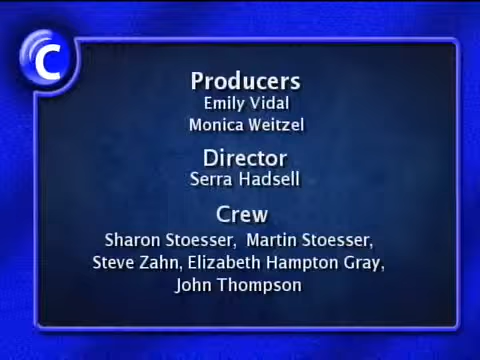 C
Producers
Emily Vidal
Monica Weitzel
Director
Serra Hadsell
Crew
Sharon Stoesser, Martin Stoesser,
Steve Zahn, Elizabeth Hampton Gray,
John Thompson